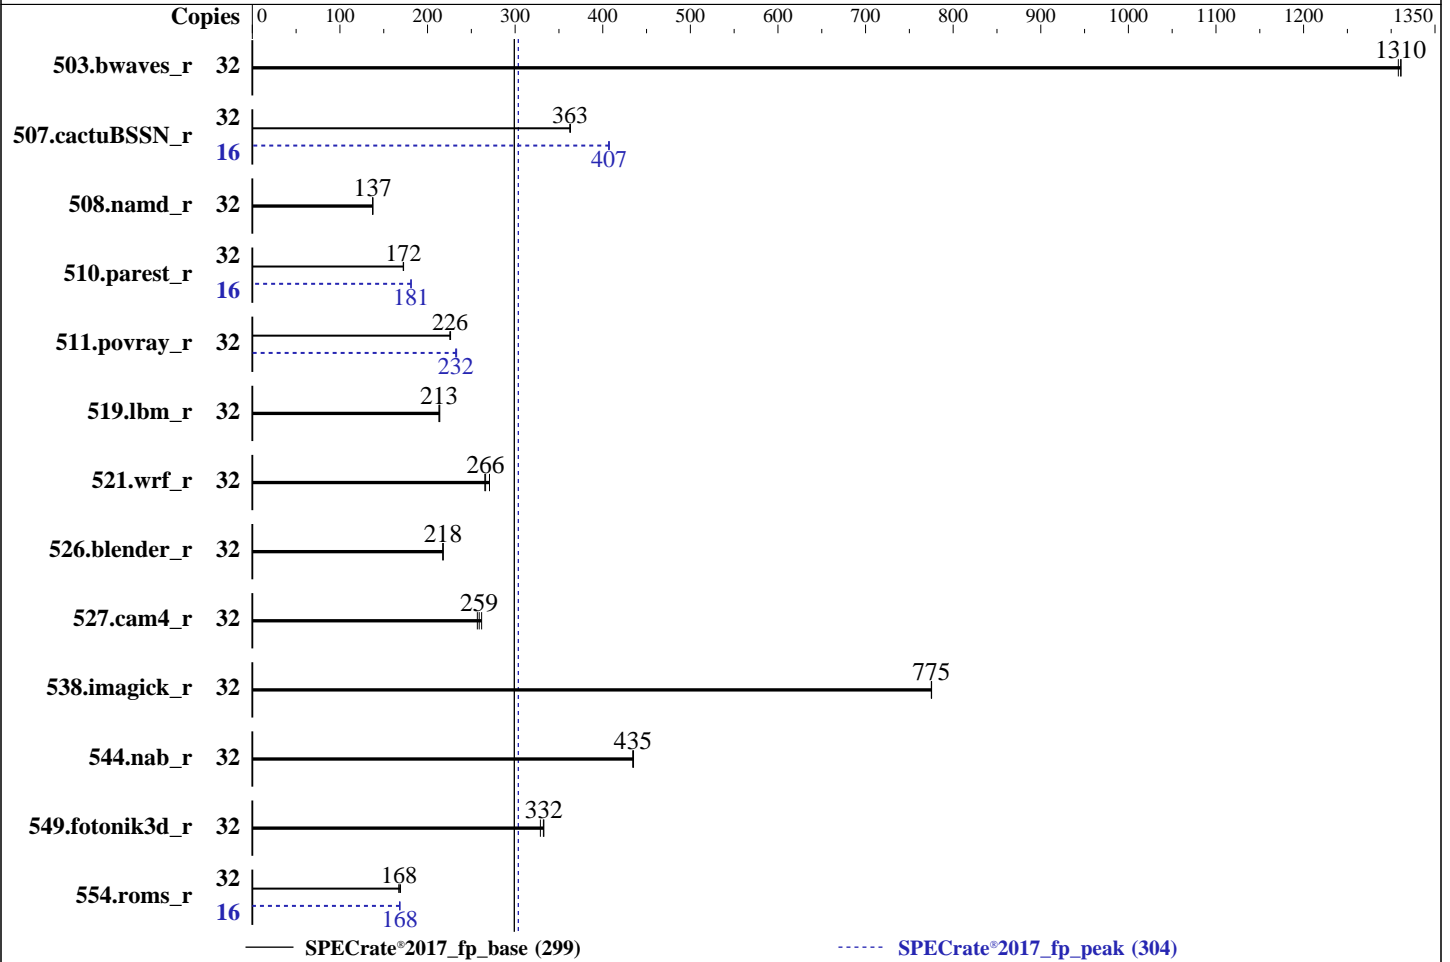 Copies 0 100 200 300 400 500 600 700 800 900 1000 1100 1200 1350
503.bwaves_r 32 1310
507.cactuBSSN_r 32 363
16 407
508.namd_r 32 137
510.parest_r 32 172
16 181
511.povray_r 32 226
232
519.lbm_r 32 213
521.wrf_r 32 266
526.blender_r 32 218
527.cam4_r 32 259
538.imagick_r 32 775
544.nab_r 32 435
549.fotonik3d_r 32 332
554.roms_r 32 168
16 168
SPECrate®2017_fp_base (299) SPECrate®2017_fp_peak (304)